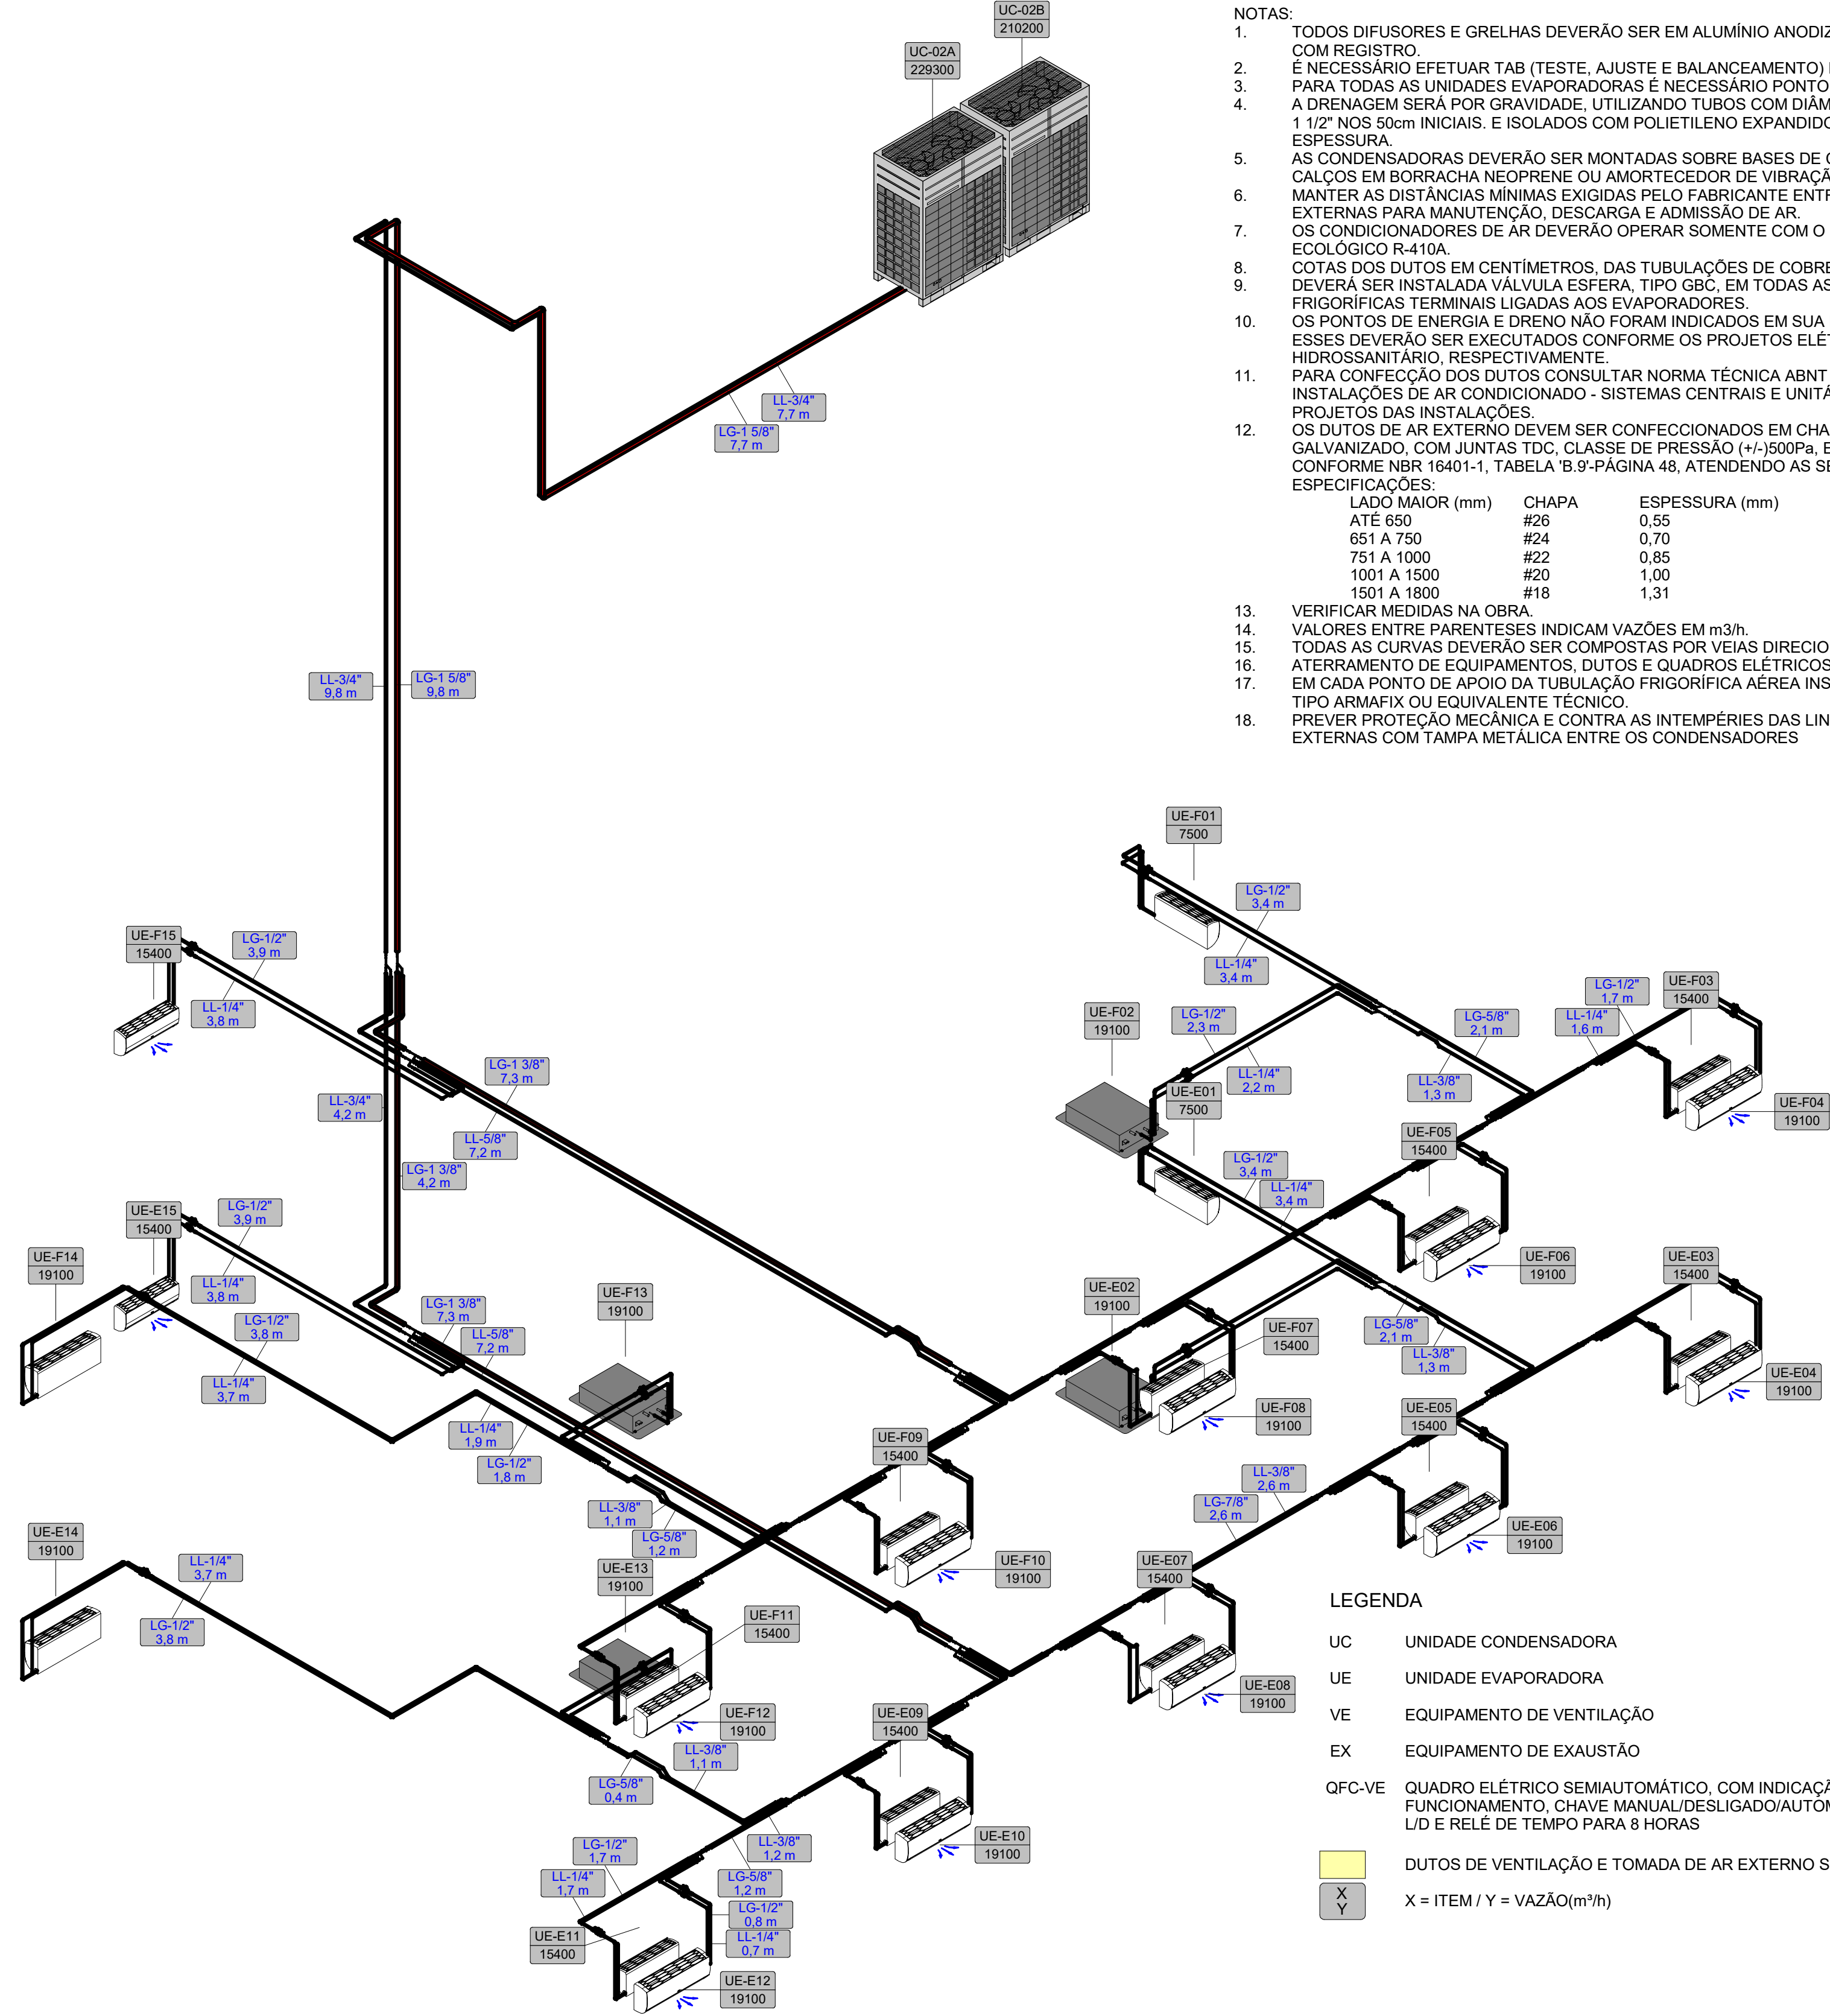 UC-02B
210200
UC-02A
229300
NOTAS:
1. TODOS DIFUSORES E GRELHAS DEVERÃO SER EM ALUMÍNIO
COM REGISTRO.
2. É NECESSÁRIO EFETUAR TAB (TESTE, AJUSTE E BALANCEAMENTO)
3. PARA TODAS AS UNIDADES EVAPORADORAS É NECESSÁRIO PONTO
4. A DRENAGEM SERÁ POR GRAVIDADE, UTILIZANDO TUBOS COM
1 1/2" NOS 50cm INICIAIS. E ISOLADOS COM POLIETILENO
ESPESSURA.
5. AS CONDENSADORAS DEVERÃO SER MONTADAS SOBRE BASES DE
CALÇOS EM BORRACHA NEOPRENE OU AMORTECEDOR DE
6. MANTER AS DISTÂNCIAS MÍNIMAS EXIGIDAS PELO FABRICANTE
EXTERNAS PARA MANUTENÇÃO, DESCARGA E ADMISSÃO DE AR.
7. OS CONDICIONADORES DE AR DEVERÃO OPERAR SOMENTE COM O
ECOLÓGICO R-410A.
8. COTAS DOS DUTOS EM CENTÍMETROS, DAS TUBULAÇÕES DE COBRE
9. DEVERÁ SER INSTALADA VÁLVULA ESFERA, TIPO GBC, EM TODAS AS
FRIGORÍFICAS TERMINAIS LIGADAS AOS EVAPORADORES.
10. OS PONTOS DE ENERGIA E DRENO NÃO FORAM INDICADOS EM SUA
ESSES DEVERÃO SER EXECUTADOS CONFORME OS PROJETOS
HIDROSSANITÁRIO, RESPECTIVAMENTE.
11. PARA CONFECÇÃO DOS DUTOS CONSULTAR NORMA TÉCNICA ABNT
INSTALAÇÕES DE AR CONDICIONADO - SISTEMAS CENTRAIS E
PROJETOS DAS INSTALAÇÕES.
12. OS DUTOS DE AR EXTERNO DEVEM SER CONFECCIONADOS EM
GALVANIZADO, COM JUNTAS TDC, CLASSE DE PRESSÃO (+/-)500Pa,
CONFORME NBR 16401-1, TABELA 'B.9'-PÁGINA 48, ATENDENDO AS
ESPECIFICAÇÕES:
LADO MAIOR (mm) CHAPA ESPESSURA (mm)
ATÉ 650 #26 0,55
651 A 750 #24 0,70
751 A 1000 #22 0,85
1001 A 1500 #20 1,00
1501 A 1800 #18 1,31
13. VERIFICAR MEDIDAS NA OBRA.
14. VALORES ENTRE PARENTESES INDICAM VAZÕES EM m3/h.
15. TODAS AS CURVAS DEVERÃO SER COMPOSTAS POR VEIAS
16. ATERRAMENTO DE EQUIPAMENTOS, DUTOS E QUADROS ELÉTRICOS
17. EM CADA PONTO DE APOIO DA TUBULAÇÃO FRIGORÍFICA AÉREA
TIPO ARMAFIX OU EQUIVALENTE TÉCNICO.
18. PREVER PROTEÇÃO MECÂNICA E CONTRA AS INTEMPÉRIES DAS
EXTERNAS COM TAMPA METÁLICA ENTRE OS CONDENSADORES
LL-3/4"
7,7 m
LG-1 5/8"
7,7 m
LL-3/4"
9,8 m
LG-1 5/8"
9,8 m
UE-F01
7500
LG-1/2"
3,4 m
LL-1/4"
3,4 m
UE-F15
15400
LG-1/2"
3,9 m
LL-1/4"
3,8 m
UE-F02
19100
LG-1/2"
2,3 m
LL-1/4"
2,2 m
LG-5/8"
2,1 m
LL-3/8"
1,3 m
LG-1/2"
1,7 m
LL-1/4"
1,6 m
UE-F03
15400
UE-F04
19100
LG-1 3/8"
7,3 m
LL-5/8"
7,2 m
LL-3/4"
4,2 m
LG-1 3/8"
4,2 m
UE-E01
7500
LG-1/2"
3,4 m
LL-1/4"
3,4 m
UE-F05
15400
UE-F06
19100
UE-E15
15400
LG-1/2"
3,9 m
LL-1/4"
3,8 m
UE-F14
19100
LG-1/2"
3,8 m
LL-1/4"
3,7 m
LG-1 3/8"
7,3 m
LL-5/8"
7,2 m
UE-F13
19100
UE-E02
19100
UE-F07
15400
UE-F08
19100
LG-5/8"
2,1 m
LL-3/8"
1,3 m
UE-E03
15400
UE-E04
19100
UE-E05
15400
UE-E06
19100
LL-1/4"
1,9 m
LG-1/2"
1,8 m
LL-3/8"
1,1 m
LG-5/8"
1,2 m
UE-F09
15400
UE-F10
19100
LL-3/8"
2,6 m
LG-7/8"
2,6 m
UE-E07
15400
UE-E08
19100
UE-E14
19100
LL-1/4"
3,7 m
LG-1/2"
3,8 m
UE-E13
19100
UE-F11
15400
UE-F12
19100
LL-3/8"
1,1 m
LG-5/8"
0,4 m
UE-E09
15400
UE-E10
19100
LL-3/8"
1,2 m
LG-5/8"
1,2 m
LG-1/2"
1,7 m
LL-1/4"
1,7 m
LG-1/2"
0,8 m
LL-1/4"
0,7 m
UE-E11
15400
UE-E12
19100
LEGENDA
UC UNIDADE CONDENSADORA
UE UNIDADE EVAPORADORA
VE EQUIPAMENTO DE VENTILAÇÃO
EX EQUIPAMENTO DE EXAUSTÃO
QFC-VE QUADRO ELÉTRICO SEMIAUTOMÁTICO, COM
FUNCIONAMENTO, CHAVE
L/D E RELÉ DE TEMPO PARA 8 HORAS
DUTOS DE VENTILAÇÃO E TOMADA DE AR EXTERNO
X
Y
X = ITEM / Y = VAZÃO(m³/h)